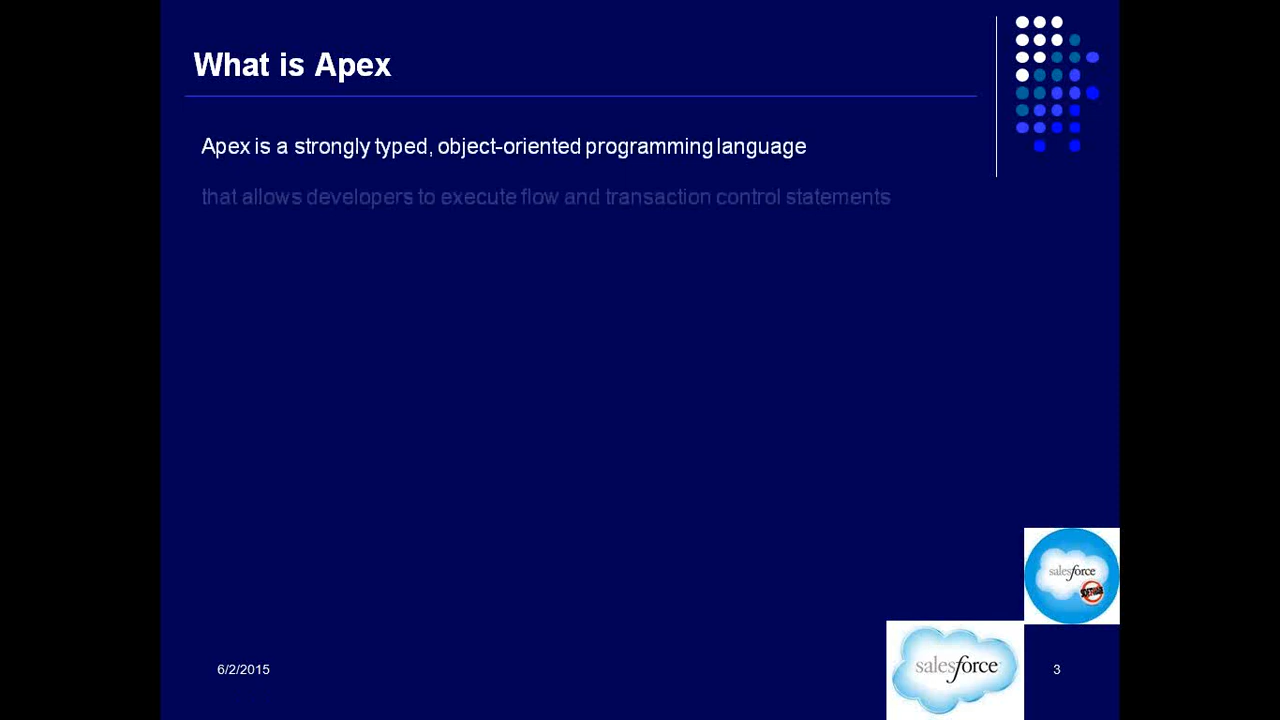 What is Apex
Apex is a strongly typed, object-oriented programming language
that allows developers to execute flow and transaction control statements
salesforce
SOFTWARE
6/2/2015
salesforce
3